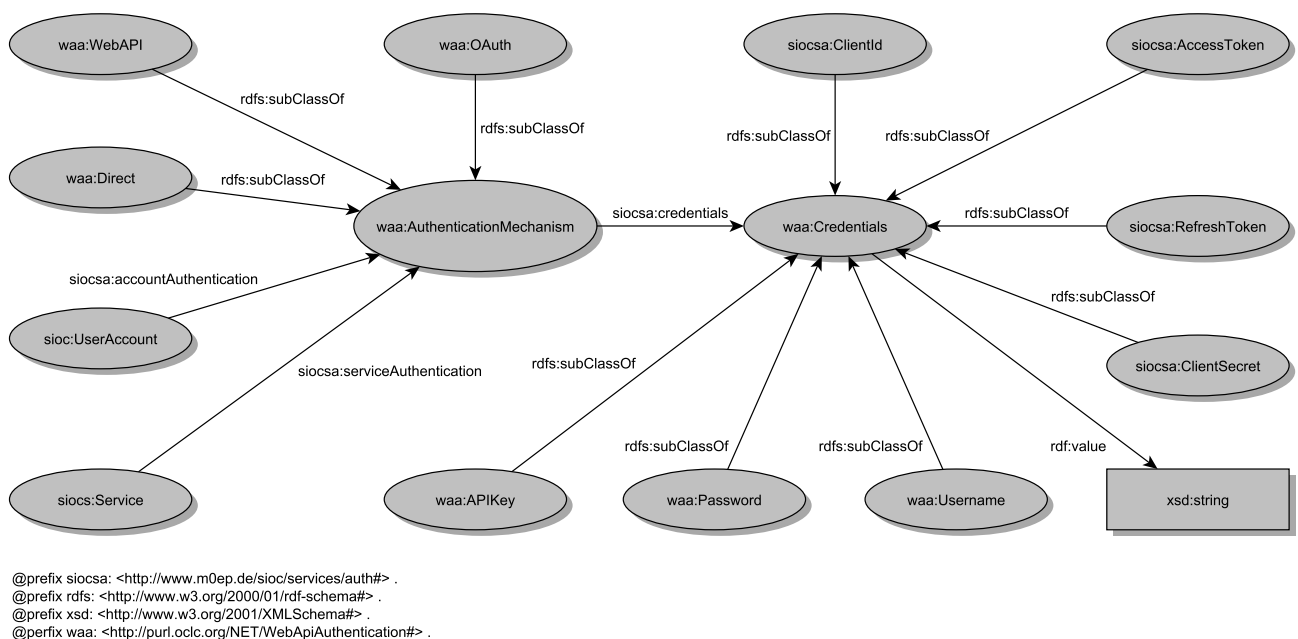 waa:WebAPI
waa:OAuth
siocsa:ClientId
siocsa:AccessToken
rdfs:subClassOf
rdfs:subClassOf
rdfs:subClassOf
rdfs:subClassOf
waa:Direct
rdfs:subClassOf
waa:AuthenticationMechanism
siocsa:credentials
waa:Credentials
rdfs:subClassOf
siocsa:RefreshToken
siocsa:accountAuthentication
rdfs:subClassOf
sioc:UserAccount
siocsa:serviceAuthentication
rdfs:subClassOf
siocsa:ClientSecret
rdfs:subClassOf
rdfs:subClassOf
rdf:value
siocs:Service
waa:APIKey
waa:Password
waa:Username
xsd:string
@prefix siocsa: <http://www.m0ep.de/sioc/services/auth#> .
@prefix rdfs: <http://www.w3.org/2000/01/rdf-schema#> .
@prefix xsd: <http://www.w3.org/2001/XMLSchema#> .
@perfix waa: <http://purl.oclc.org/NET/WebApiAuthentication#> .